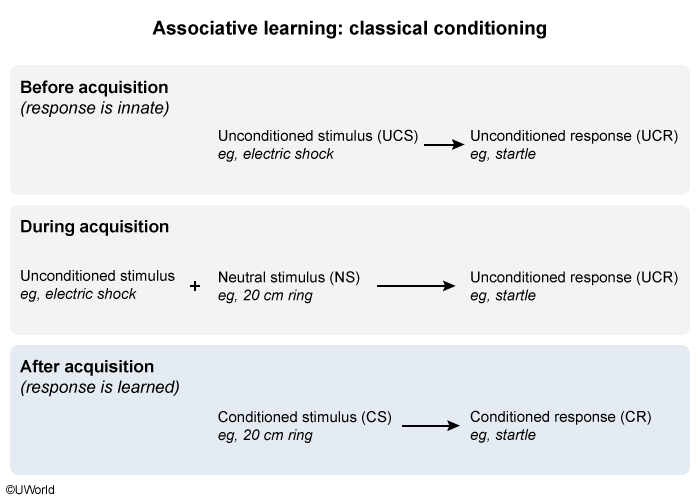 Associative learning: classical conditioning
Before acquisition
(response is innate)
Unconditioned stimulus (UCS) Unconditioned response (UCR)
eg, electric shock eg, startle
During acquisition
Unconditioned stimulus + Neutral stimulus (NS) Unconditioned response (UCR)
eg, electric shock eg, 20 cm ring eg, startle
After acquisition
(response is learned)
Conditioned stimulus (CS) Conditioned response (CR)
eg, 20 cm ring eg, startle
©UWorld